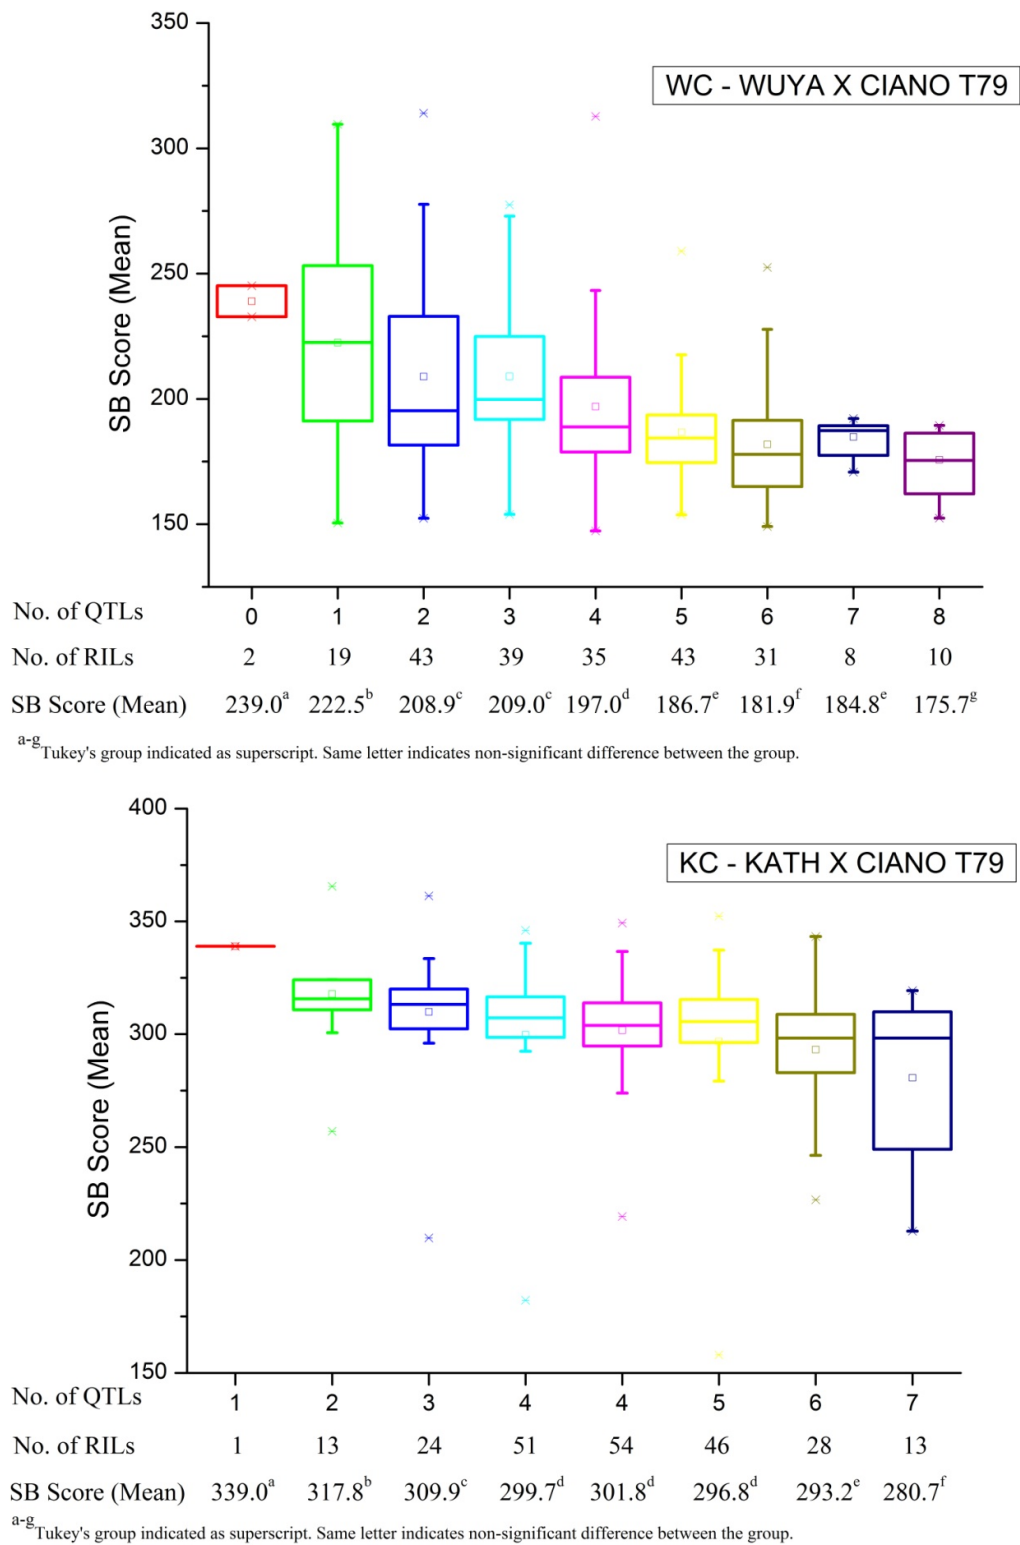 350
WC - WUYA X CIANO T79
300
250
200
150
SB Score (Mean)
No. of QTLs 0 1 2 3 4 5 6 7 8
No. of RILs 2 19 43 39 35 43 31 8 10
SB Score (Mean) 239.0a 222.5b 208.9c 209.0c 197.0d 186.7e 181.9f 184.8e 175.7g
a-g Tukey's group indicated as superscript. Same letter indicates non-significant difference between the group.
400
KC - KATH X CIANO T79
350
300
250
200
150
SB Score (Mean)
No. of QTLs 1 2 3 4 4 5 6 7
No. of RILs 1 13 24 51 54 46 28 13
SB Score (Mean) 339.0a 317.8b 309.9c 299.7d 301.8d 296.8d 293.2e 280.7f
a-g Tukey's group indicated as superscript. Same letter indicates non-significant difference between the group.